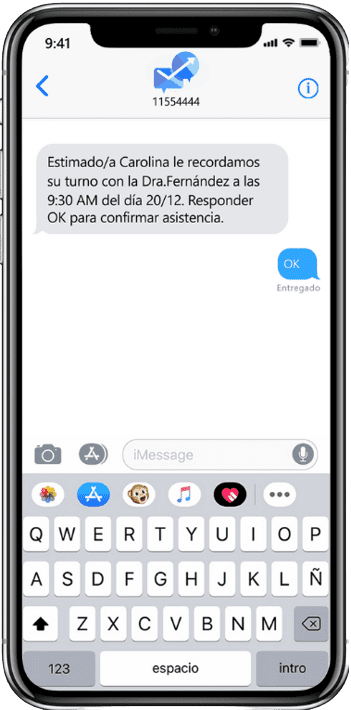 9:41
11554444
Estimado/a Carolina le recordamos
su turno con la Dra.Fernández a las
9:30 AM del día 20/12. Responder
OK para confirmar asistencia.
OK
Entregado
iMessage
Q W E R T Y U I O P
A S D F G H J K L Ñ
Z X C V B N M
123 espacio intro